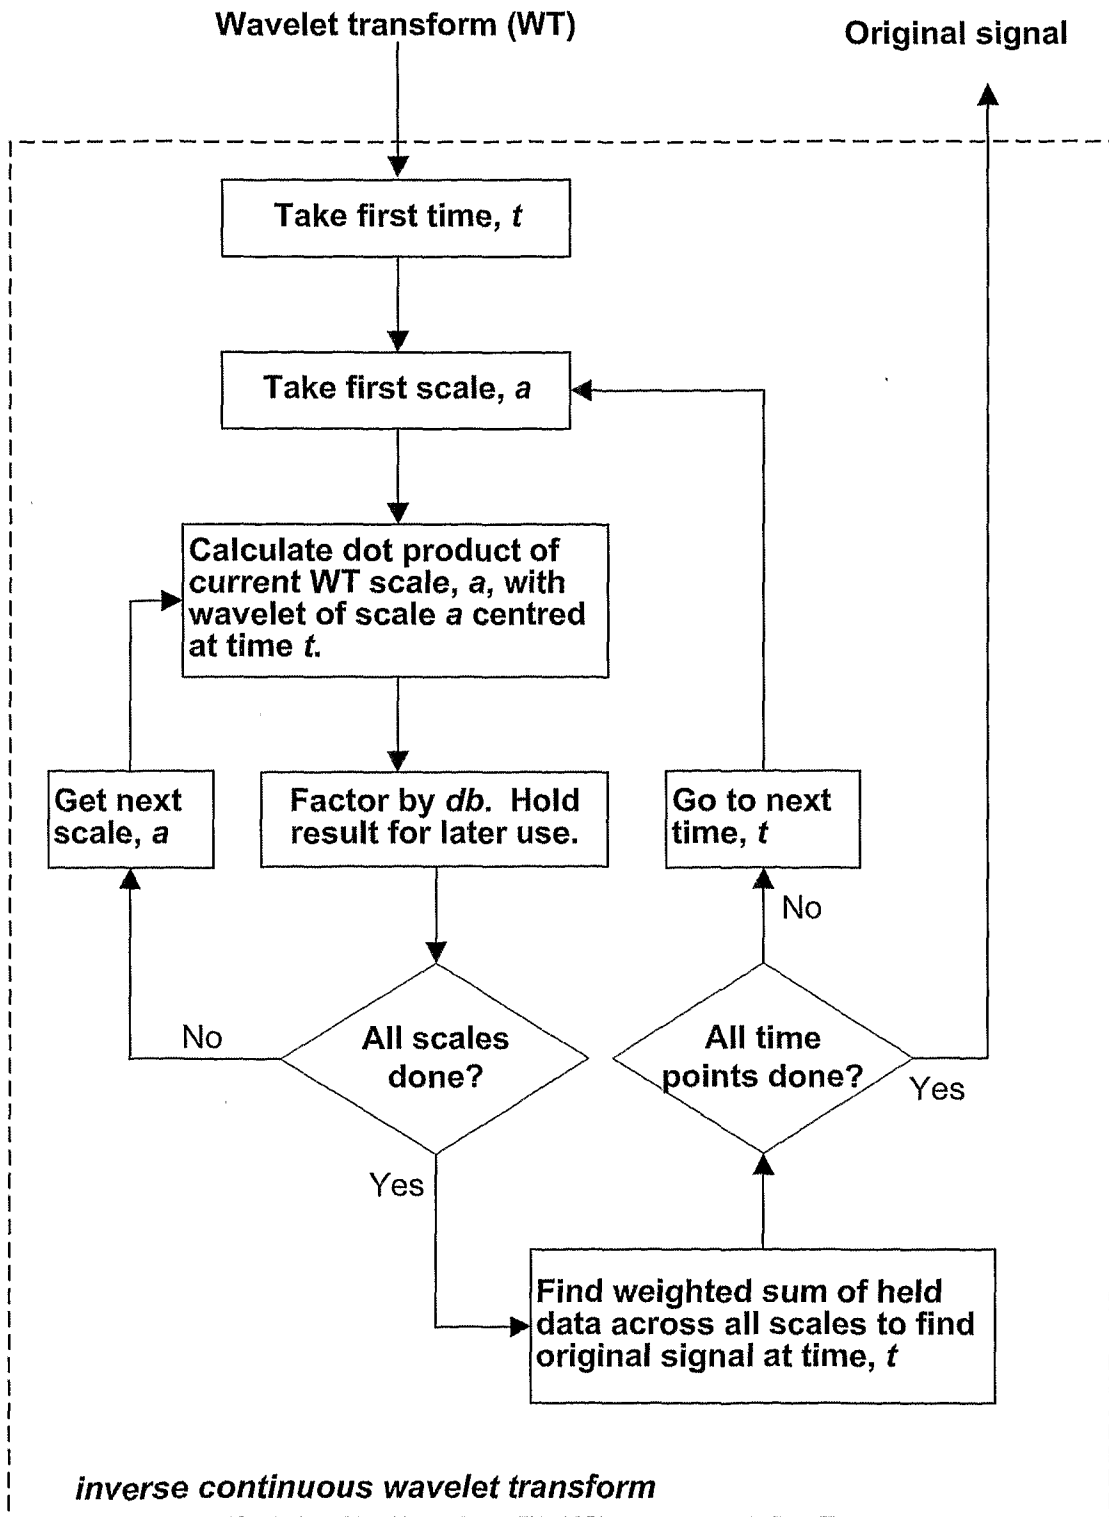 Wavelet transform (WT)
Original signal
Take first time, t
Take first scale, a
Calculate dot product of
current WT scale, a, with
wavelet of scale a centred
at time t.
Get next
scale, a
Factor by db. Hold
result for later use.
Go to next
time, t
No
No
All scales
done?
All time
points done?
Yes
Yes
Find weighted sum of held
data across all scales to find
original signal at time, t
inverse continuous wavelet transform